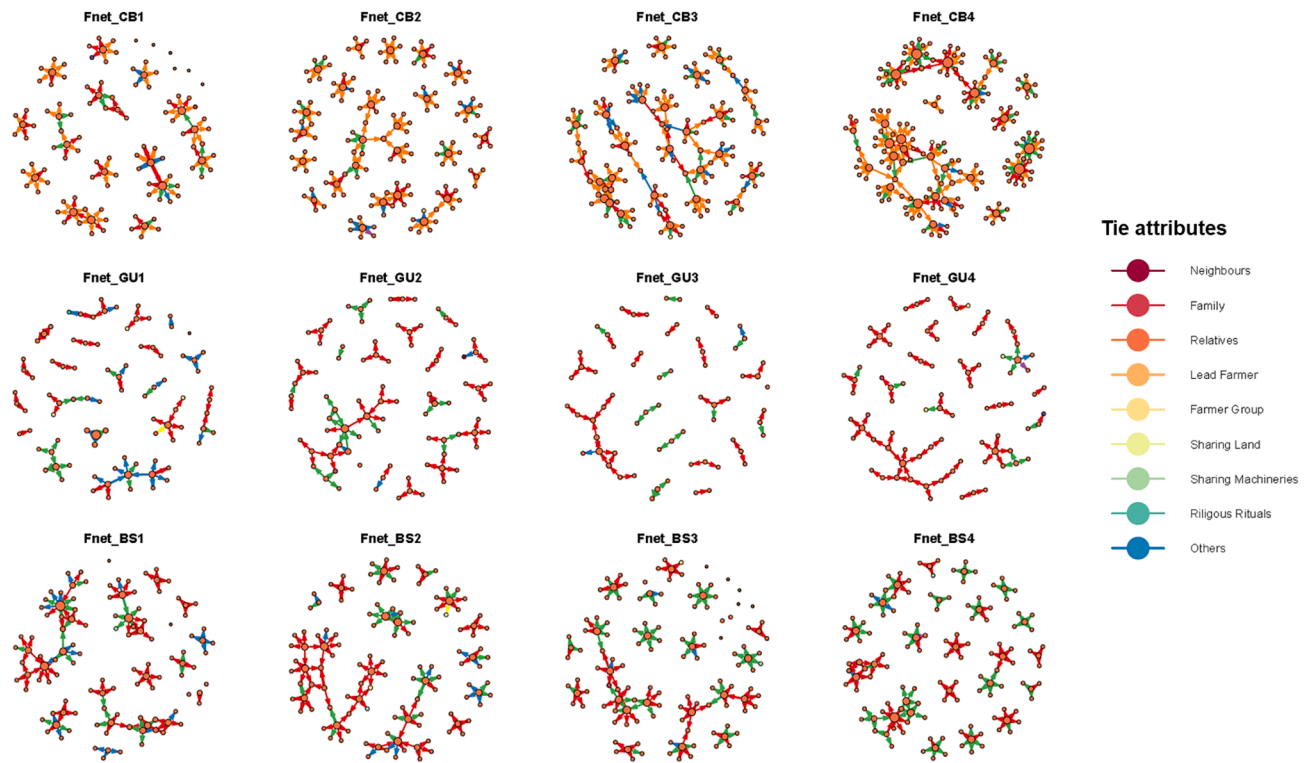 Fnet_CB1
Fnet_CB2
Fnet_CB3
Fnet_CB4
Fnet_GU1
Fnet_GU2
Fnet_GU3
Fnet_GU4
Fnet_BS1
Fnet_BS2
Fnet_BS3
Fnet_BS4
Tie attributes
Neighbours
Family
Relatives
Lead Farmer
Farmer Group
Sharing Land
Sharing Machineries
Riligous Rituals
Others